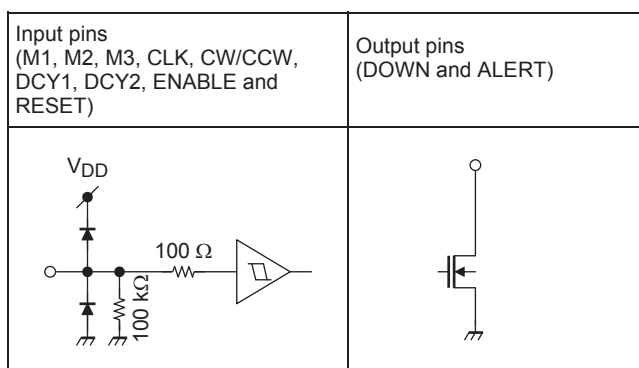 Input pins
(M1, M2, M3, CLK, CW/CCW,
DCY1, DCY2, ENABLE and
RESET)
Output pins
(DOWN and ALERT)
VDD
100 Ω
100 kΩ